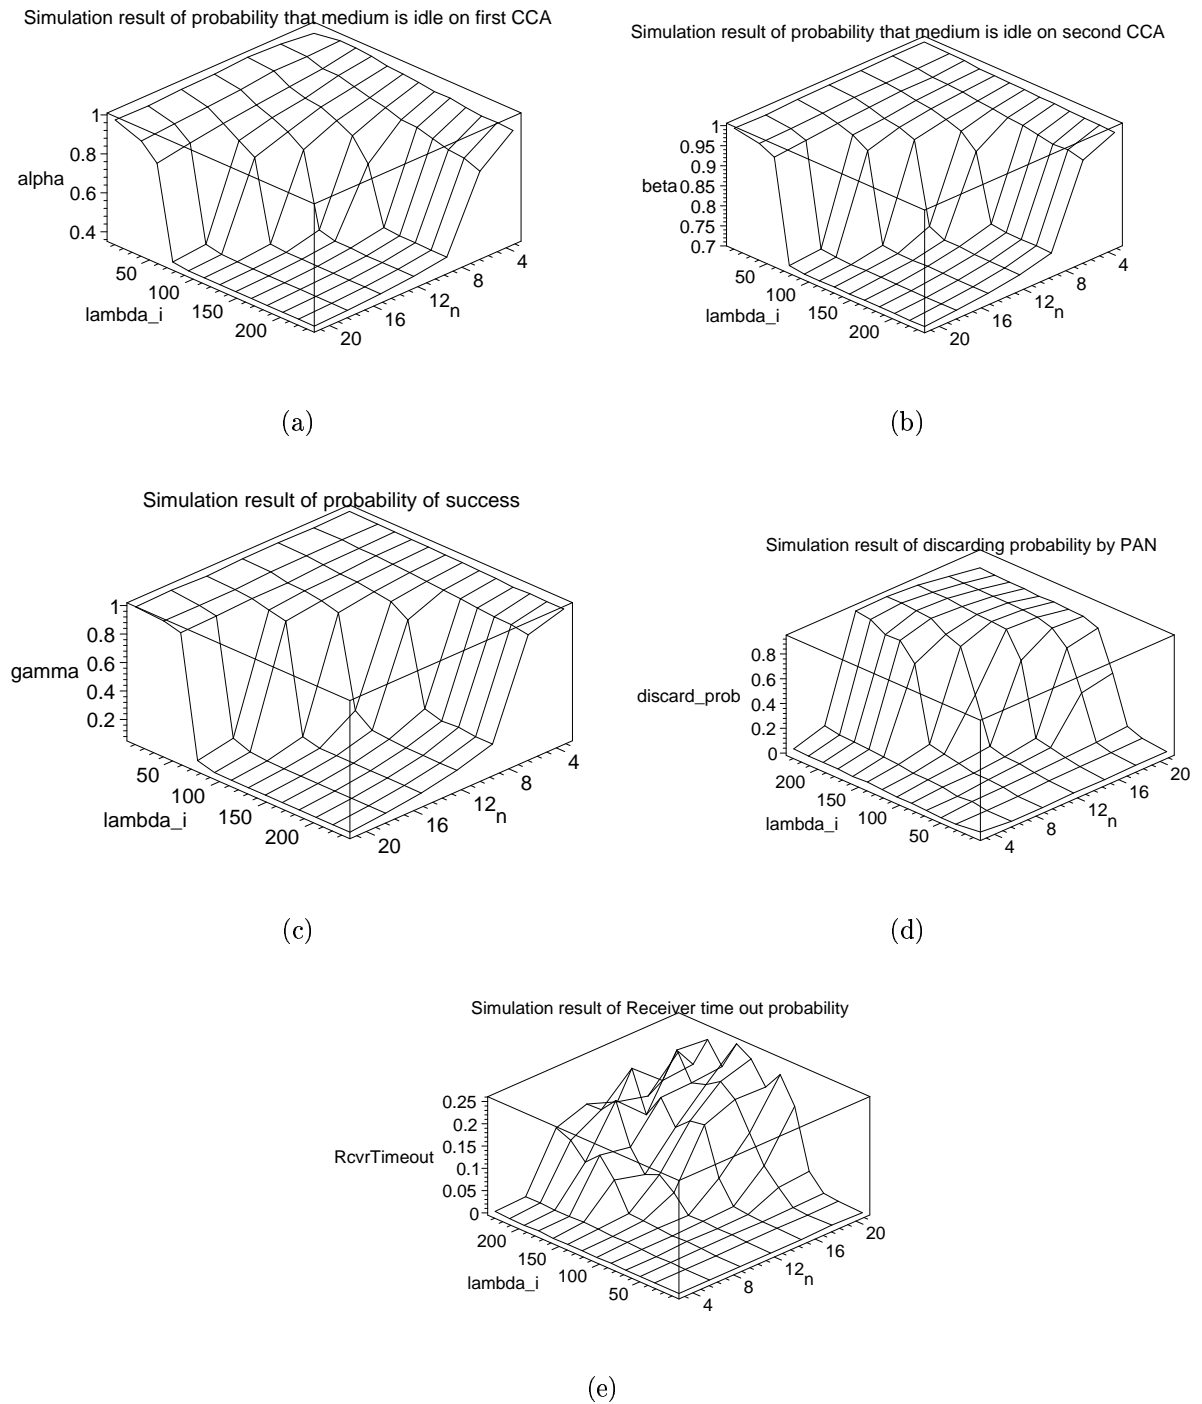 Simulation result of probability that medium is idle on first CCA
1
0.8
alpha
0.6
0.4
50
100
150
200
lambda_i
4
8
12
n
16
20
(a)
Simulation result of probability that medium is idle on second CCA
1
0.95
0.9
beta
0.85
0.8
0.75
0.7
50
100
150
200
lambda_i
4
8
12
n
16
20
(b)
Simulation result of probability of success
1
0.8
gamma
0.6
0.4
0.2
50
100
150
200
lambda_i
4
8
12
n
16
20
(c)
Simulation result of discarding probability by PAN
0.8
0.6
discard_prob
0.4
0.2
0
200
150
100
50
lambda_i
20
16
12
n
8
4
(d)
Simulation result of Receiver time out probability
0.25
0.2
0.15
RcvrTimeout
0.1
0.05
0
200
150
100
50
lambda_i
20
16
12
n
8
4
(e)